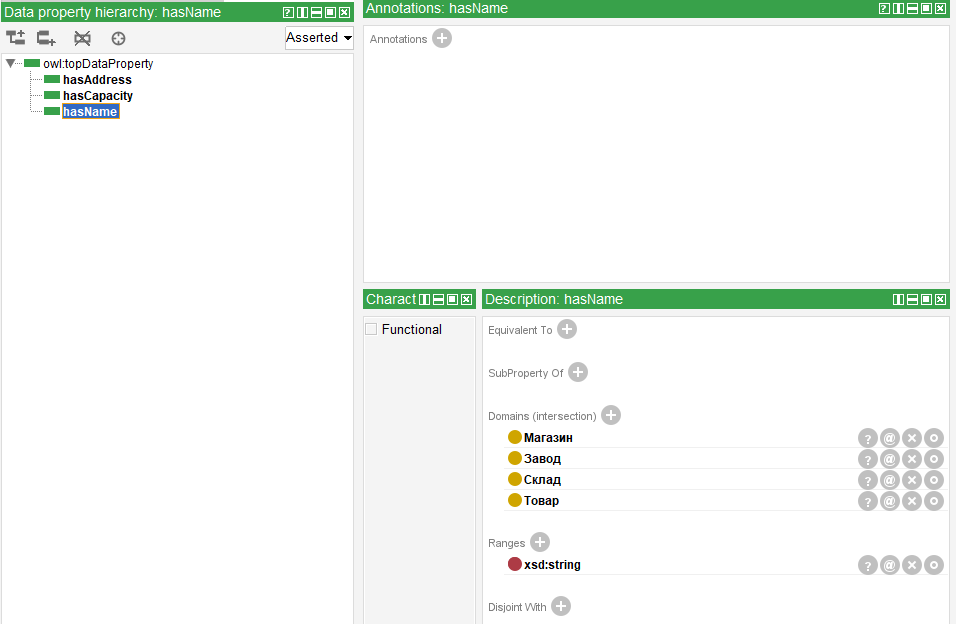 Data property hierarchy: hasName
Asserted
owl:topDataProperty
hasAddress
hasCapacity
hasName
Annotations: hasName
Annotations
Charact
Functional
Description: hasName
Equivalent To
SubProperty Of
Domains (intersection)
Магазин
Завод
Склад
Товар
Ranges
xsd:string
Disjoint With